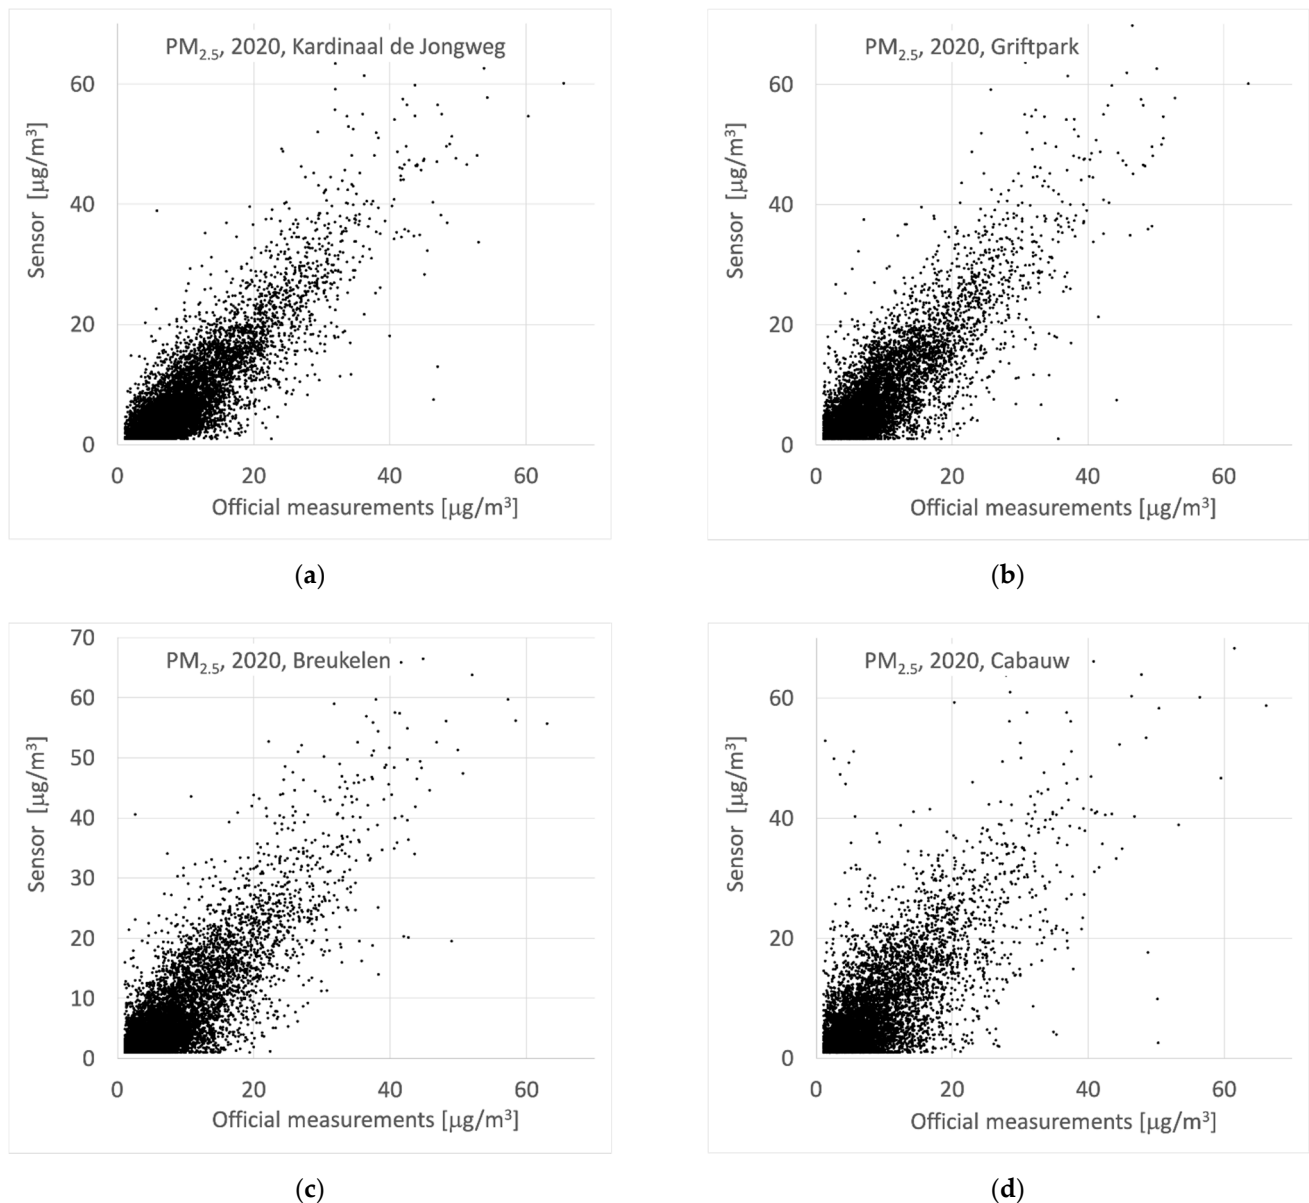 PM2.5, 2020, Kardinaal de Jongweg
60
40
20
0
0 20 40 60
Sensor [µg/m³]
Official measurements [µg/m³]
(a)
PM2.5, 2020, Griftpark
60
40
20
0
0 20 40 60
Sensor [µg/m³]
Official measurements [µg/m³]
(b)
PM2.5, 2020, Breukelen
70
60
50
40
30
20
10
0
0 20 40 60
Sensor [µg/m³]
Official measurements [µg/m³]
(c)
PM2.5, 2020, Cabauw
60
40
20
0
0 20 40 60
Sensor [µg/m³]
Official measurements [µg/m³]
(d)